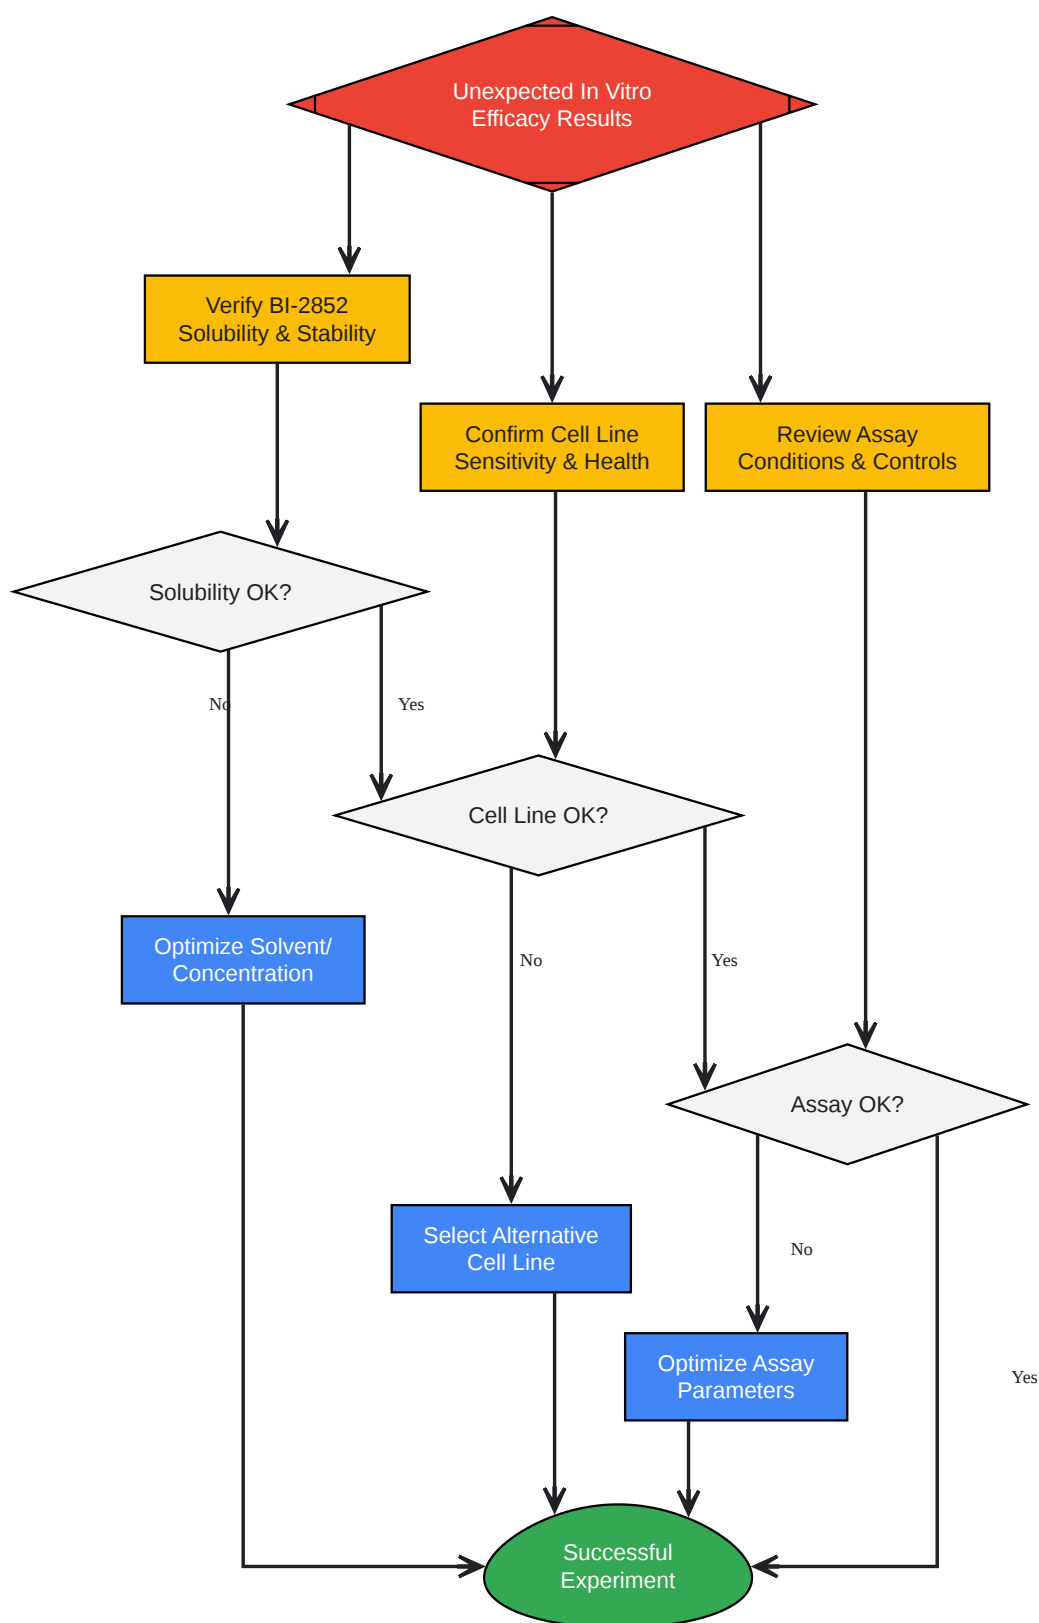 Unexpected In Vitro
Efficacy Results
Verify BI-2852
Solubility & Stability
Confirm Cell Line
Sensitivity & Health
Review Assay
Conditions & Controls
Solubility OK?
No
Yes
Cell Line OK?
Optimize Solvent/
Concentration
No
Yes
Assay OK?
Select Alternative
Cell Line
No
Optimize Assay
Parameters
Yes
Successful
Experiment